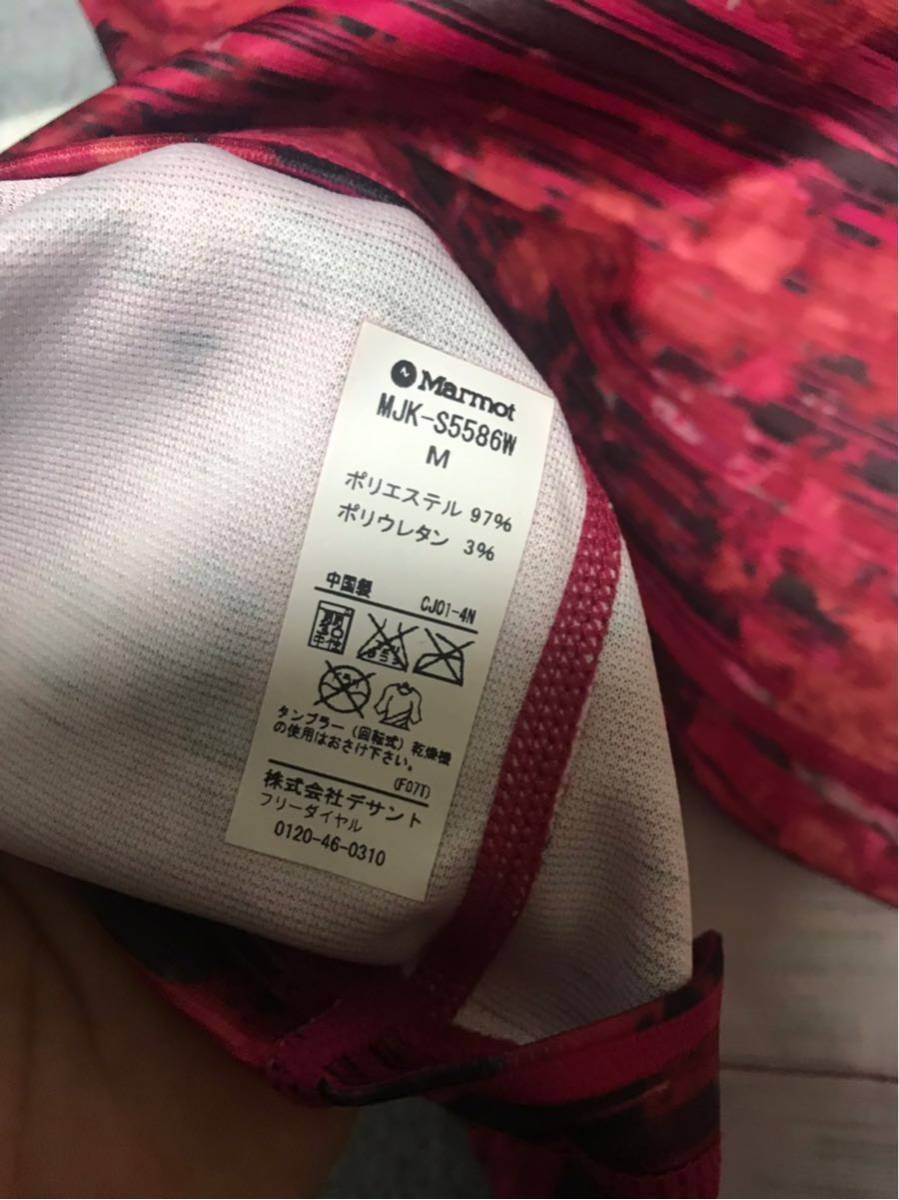 Marmot
MJK-S5586W
M
ポリエステル 97%
ポリウレタン 3%
中国製
CJ01-4N
タンブラー(回転式)乾燥機
の使用はおさけ下さい。
(F07T)
株式会社デサント
フリーダイヤル
0120-46-0310